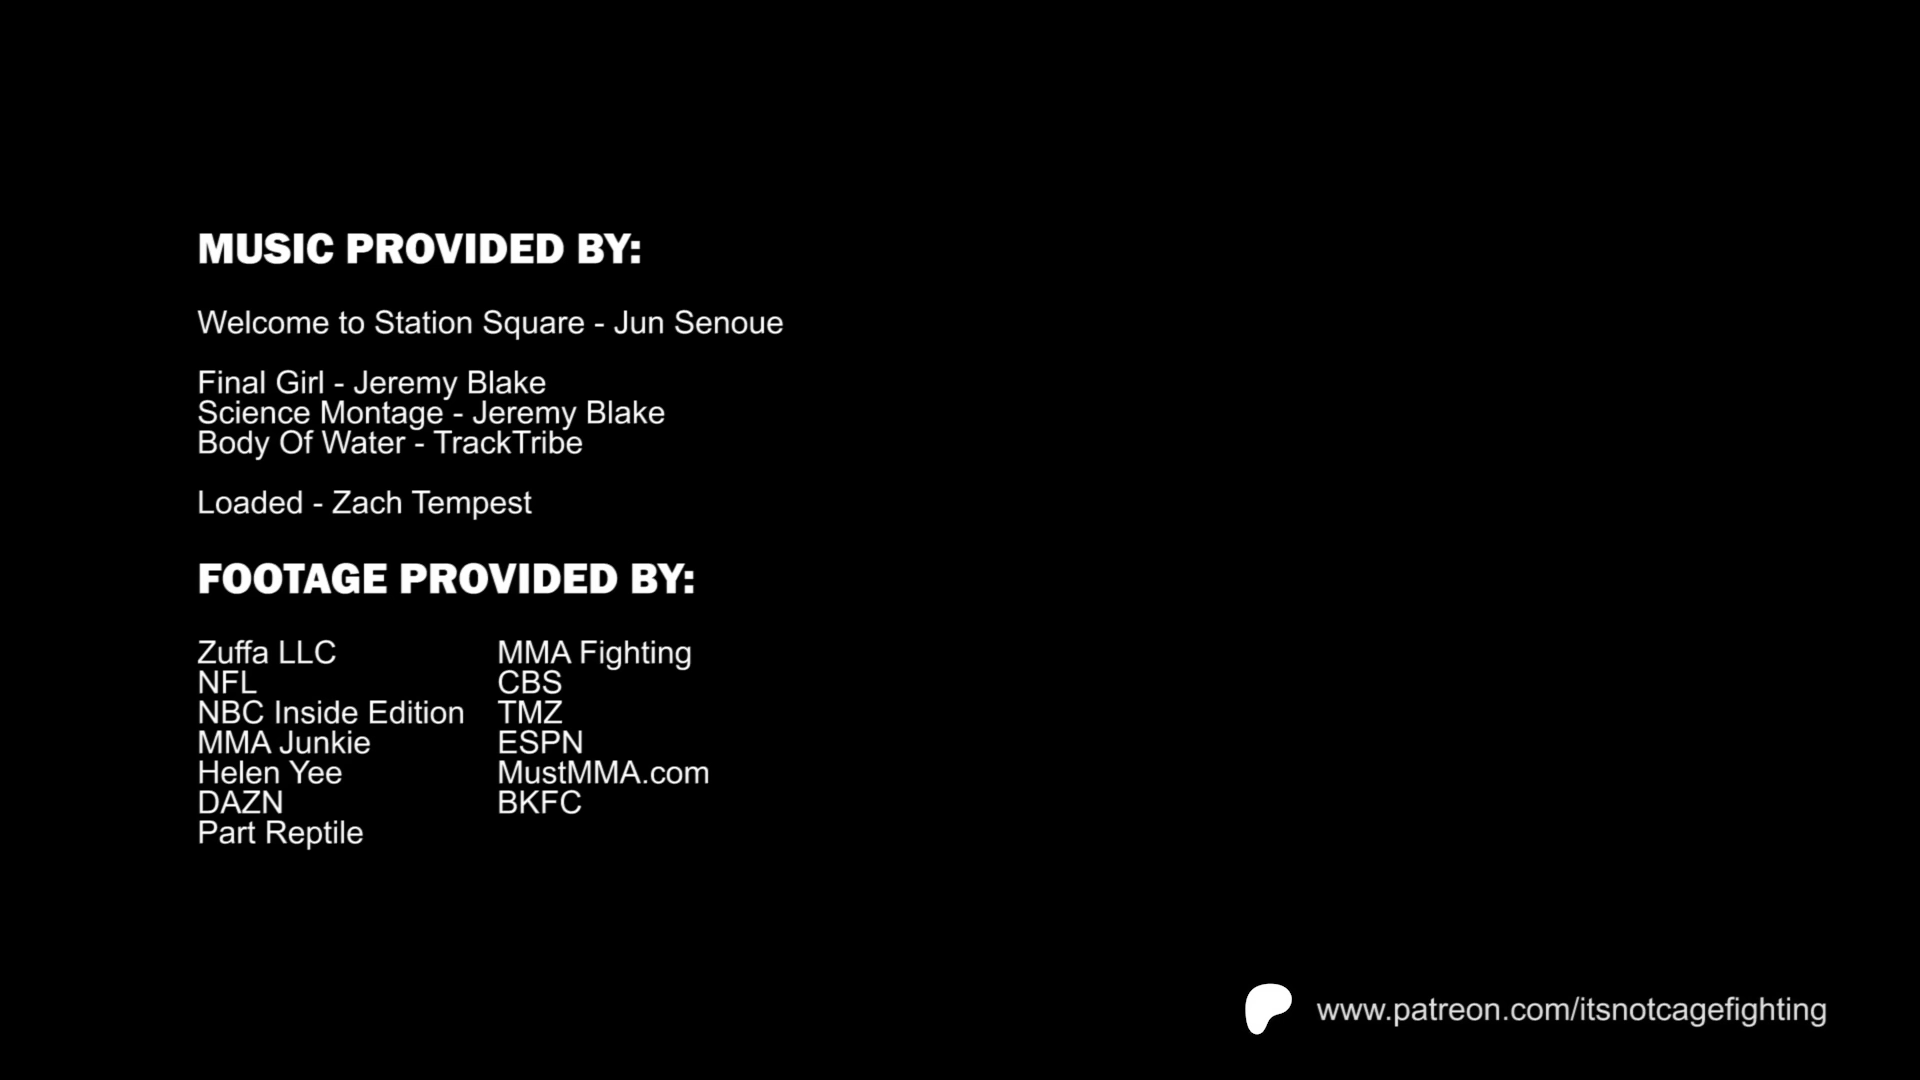 MUSIC PROVIDED BY:
Welcome to Station Square - Jun Senoue
Final Girl - Jeremy Blake
Science Montage - Jeremy Blake
Body Of Water - TrackTribe
Loaded - Zach Tempest
FOOTAGE PROVIDED BY:
Zuffa LLC
NFL
NBC Inside Edition
MMA Junkie
Helen Yee
DAZN
Part Reptile
MMA Fighting
CBS
TMZ
ESPN
MustMMA.com
BKFC
www.patreon.com/itsnotcagefighting